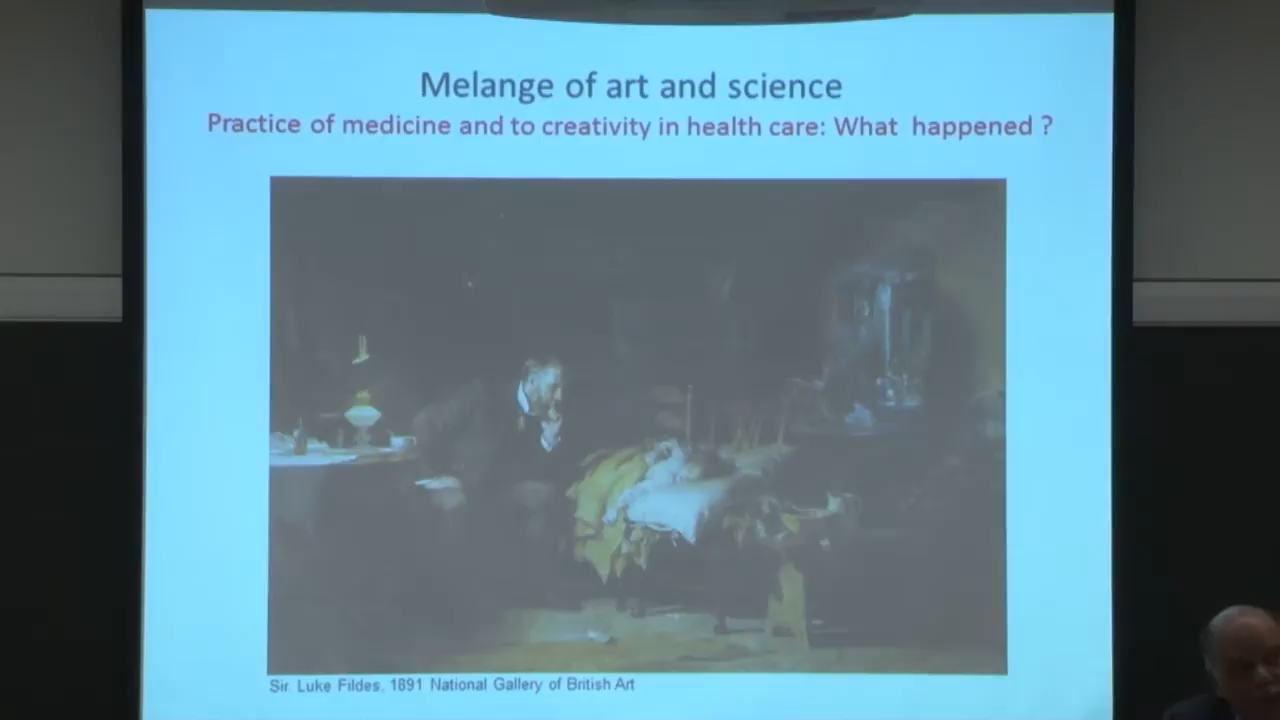 Melange of art and science
Practice of medicine and to creativity in health care: What happened ?
Sir Luke Fildes, 1891 National Gallery of British Art